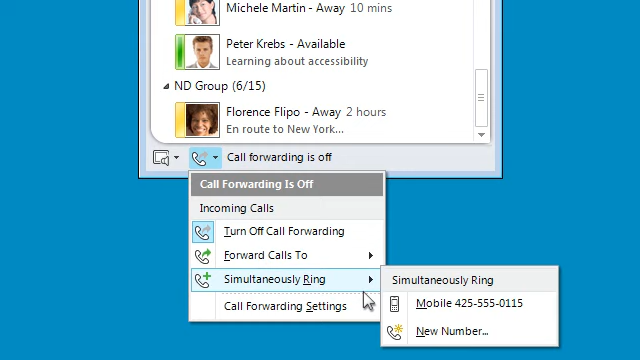 Michele Martin - Away 10 mins
Peter Krebs - Available
Learning about accessibility
ND Group (6/15)
Florence Flipo - Away 2 hours
En route to New York...
Call forwarding is off
Call Forwarding Is Off
Incoming Calls
Turn Off Call Forwarding
Forward Calls To
Simultaneously Ring
Call Forwarding Settings
Simultaneously Ring
Mobile 425-555-0115
New Number...